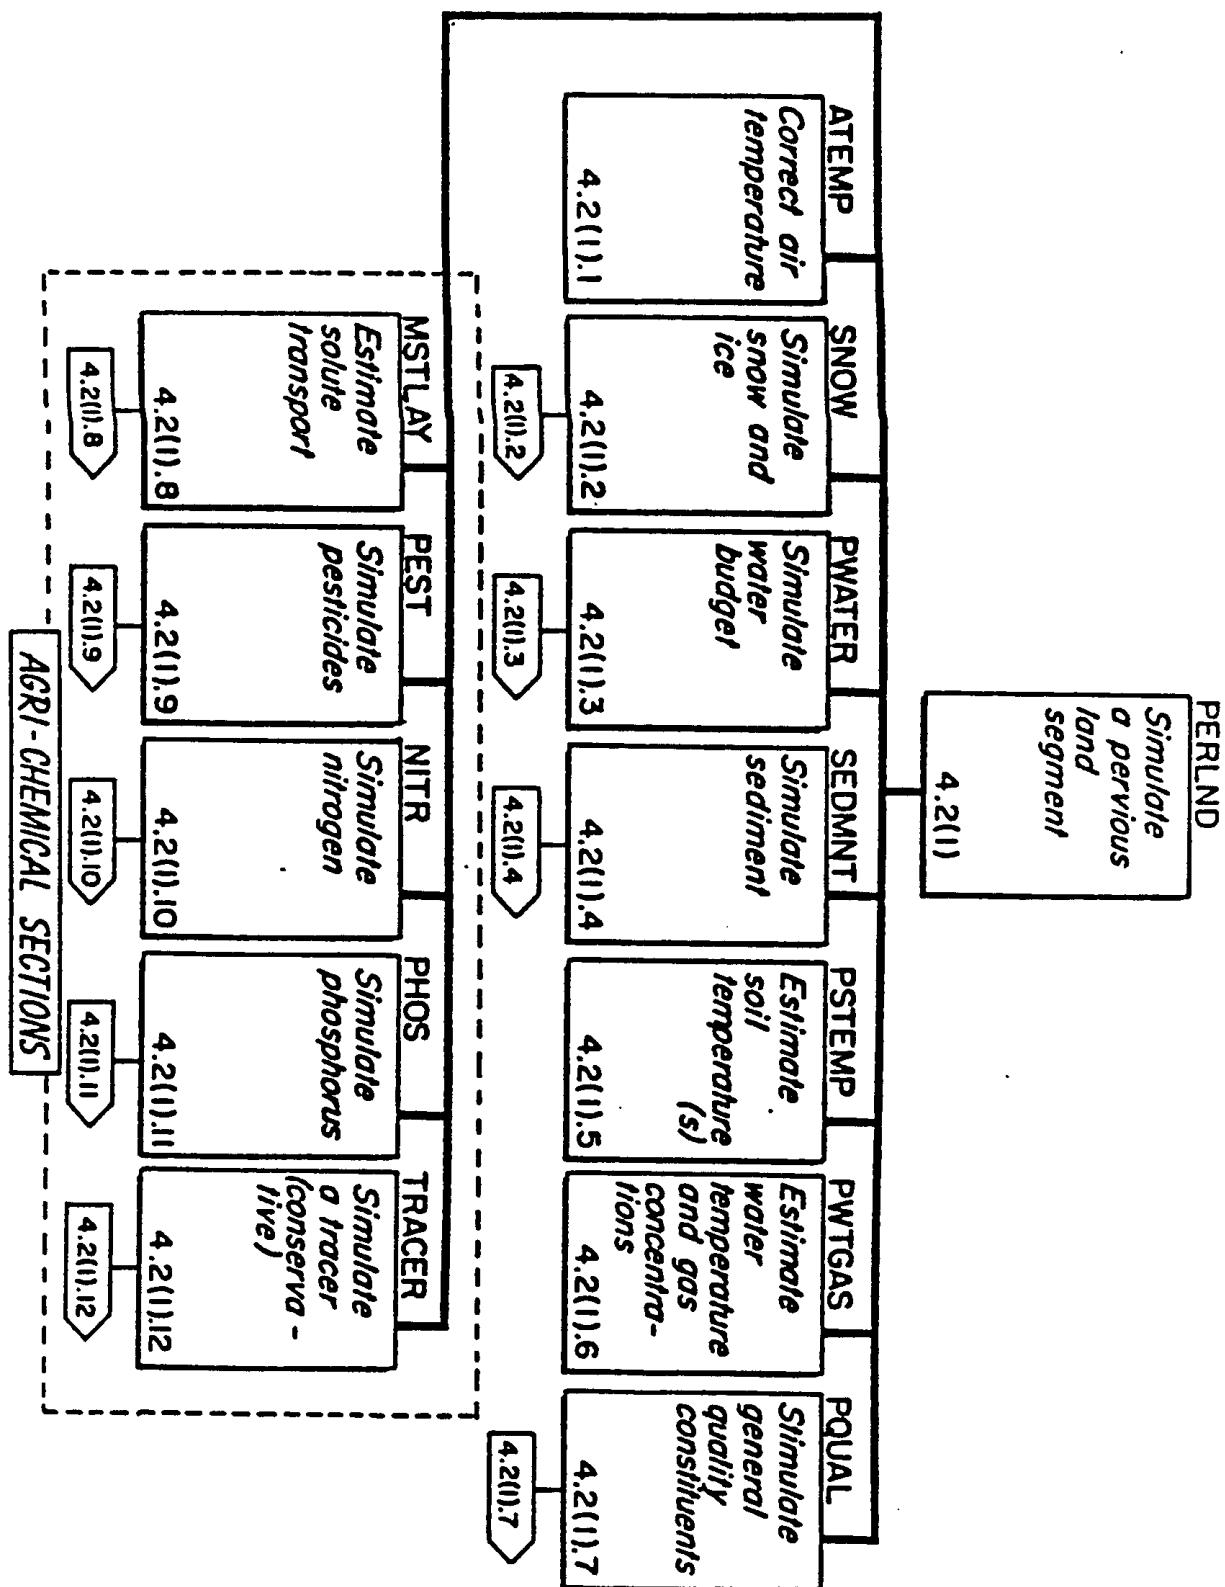 PERLND
Simulate
a pervious
land
segment
4.2(1)
ATEMP
Correct air
temperature
4.2(1).1
SNOW
Simulate
snow and
ice
4.2(1).2
4.2(1).2
PWATER
Simulate
water
budget
4.2(1).3
4.2(1).3
SEDMNT
Simulate
sediment
4.2(1).4
4.2(1).4
PSTEMP
Estimate
soil
temperature
(s)
4.2(1).5
PWTGAS
Estimate
water
temperature
and gas
concentra-
tions
4.2(1).6
PQUAL
Slimulate
general
quality
constituents
4.2(1).7
4.2(1).7
MSTLAY
Estimate
solute
transport
4.2(1).8
4.2(1).8
PEST
Simulate
pesticides
4.2(1).9
4.2(1).9
NITR
Simulate
nitrogen
4.2(1).10
4.2(1).10
PHOS
Simulate
phosphorus
4.2(1).11
4.2(1).11
TRACER
Simulate
a tracer
(conserva-
tive)
4.2(1).12
4.2(1).12
AGRI-CHEMICAL SECTIONS